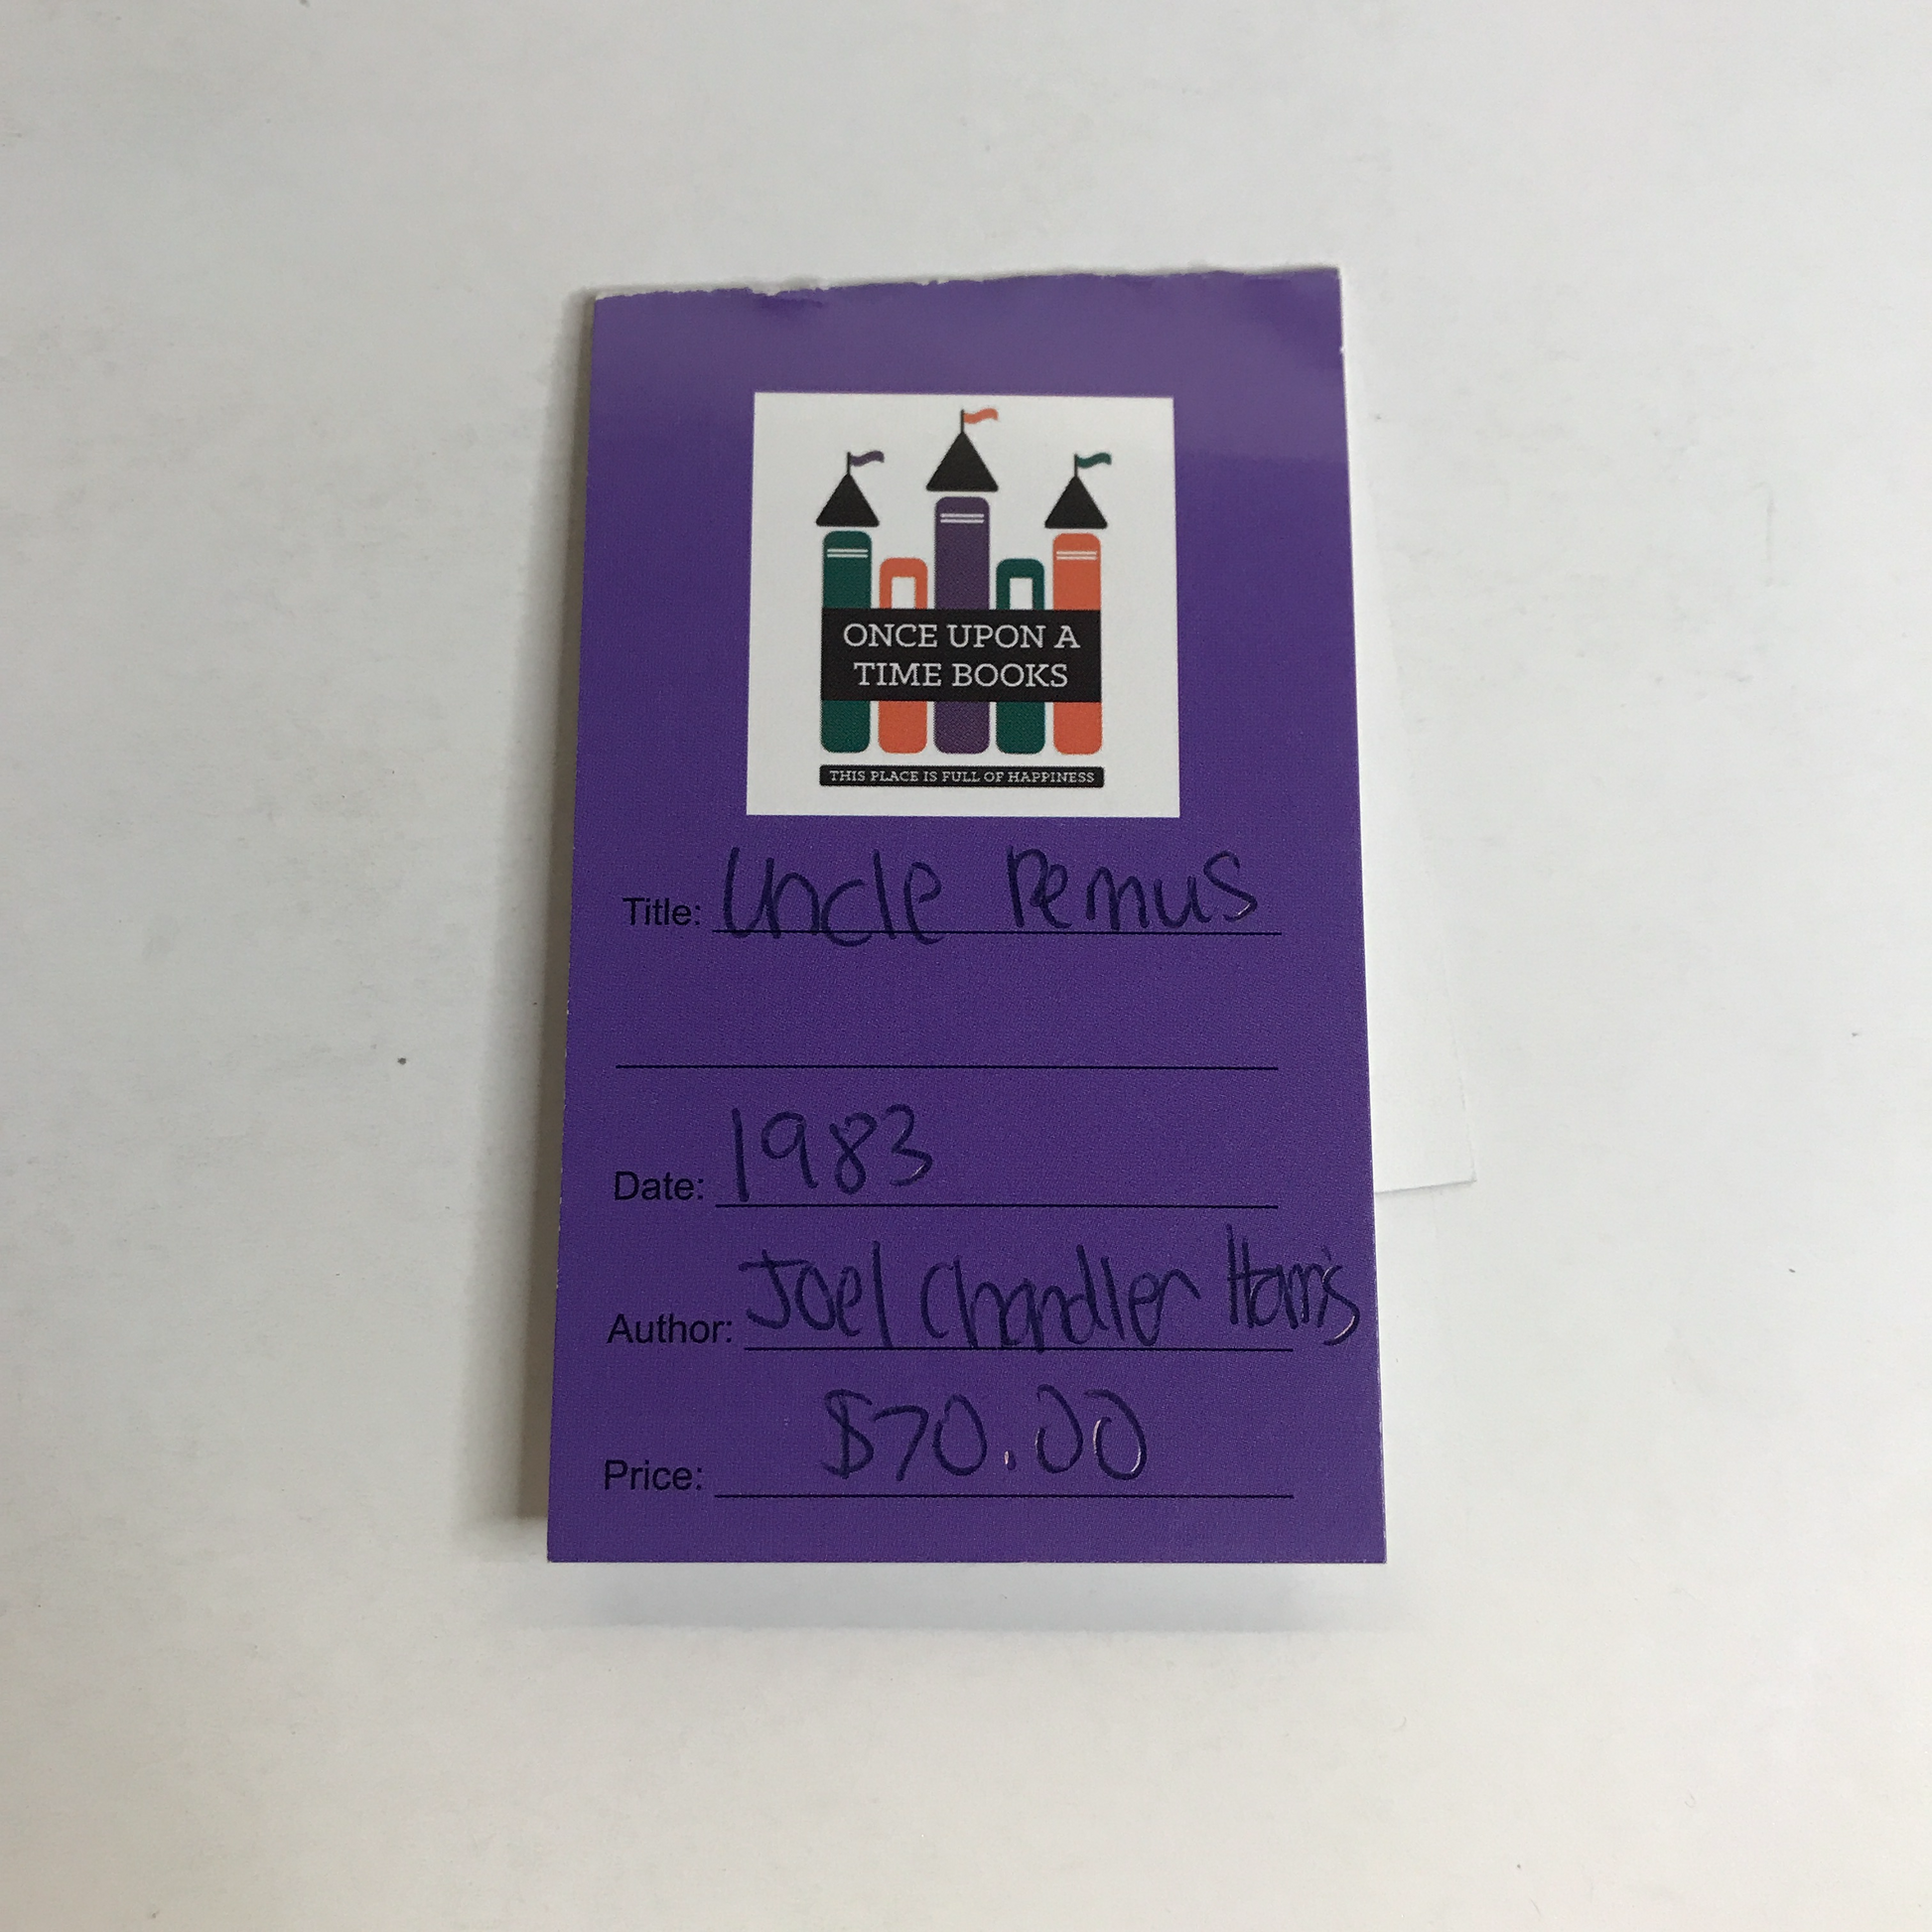 ONCE UPON A
TIME BOOKS
THIS PLACE IS FULL OF HAPPINESS
Title: Uncle Remus
Date: 1983
Author: Joel Chandler Harris
Price: $70.00